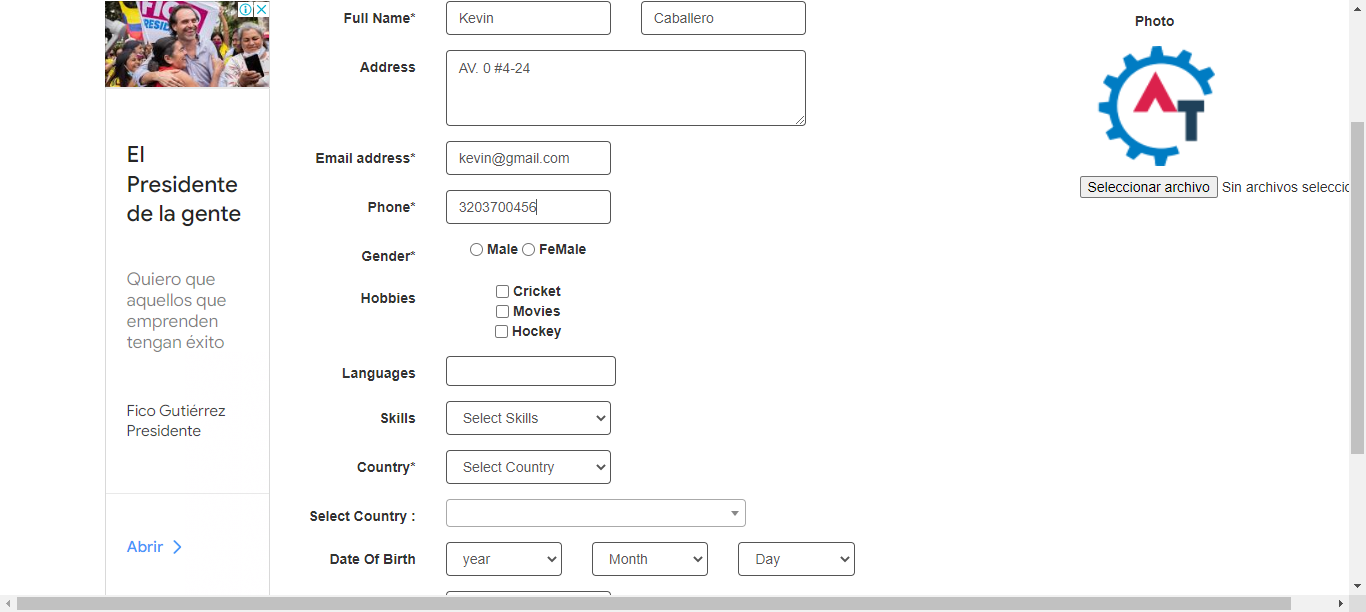 Full Name*
Kevin
Caballero
Photo
Address
AV. 0 #4-24
AT
Email address*
kevin@gmail.com
Seleccionar archivo
Sin archivos selecci
Phone*
3203700456
Gender*
Male
FeMale
Hobbies
Cricket
Movies
Hockey
Languages
Skills
Select Skills
Country*
Select Country
Select Country :
Date Of Birth
year
Month
Day
El
Presidente
de la gente
Quiero que
aquellos que
emprenden
tengan éxito
Fico Gutiérrez
Presidente
Abrir